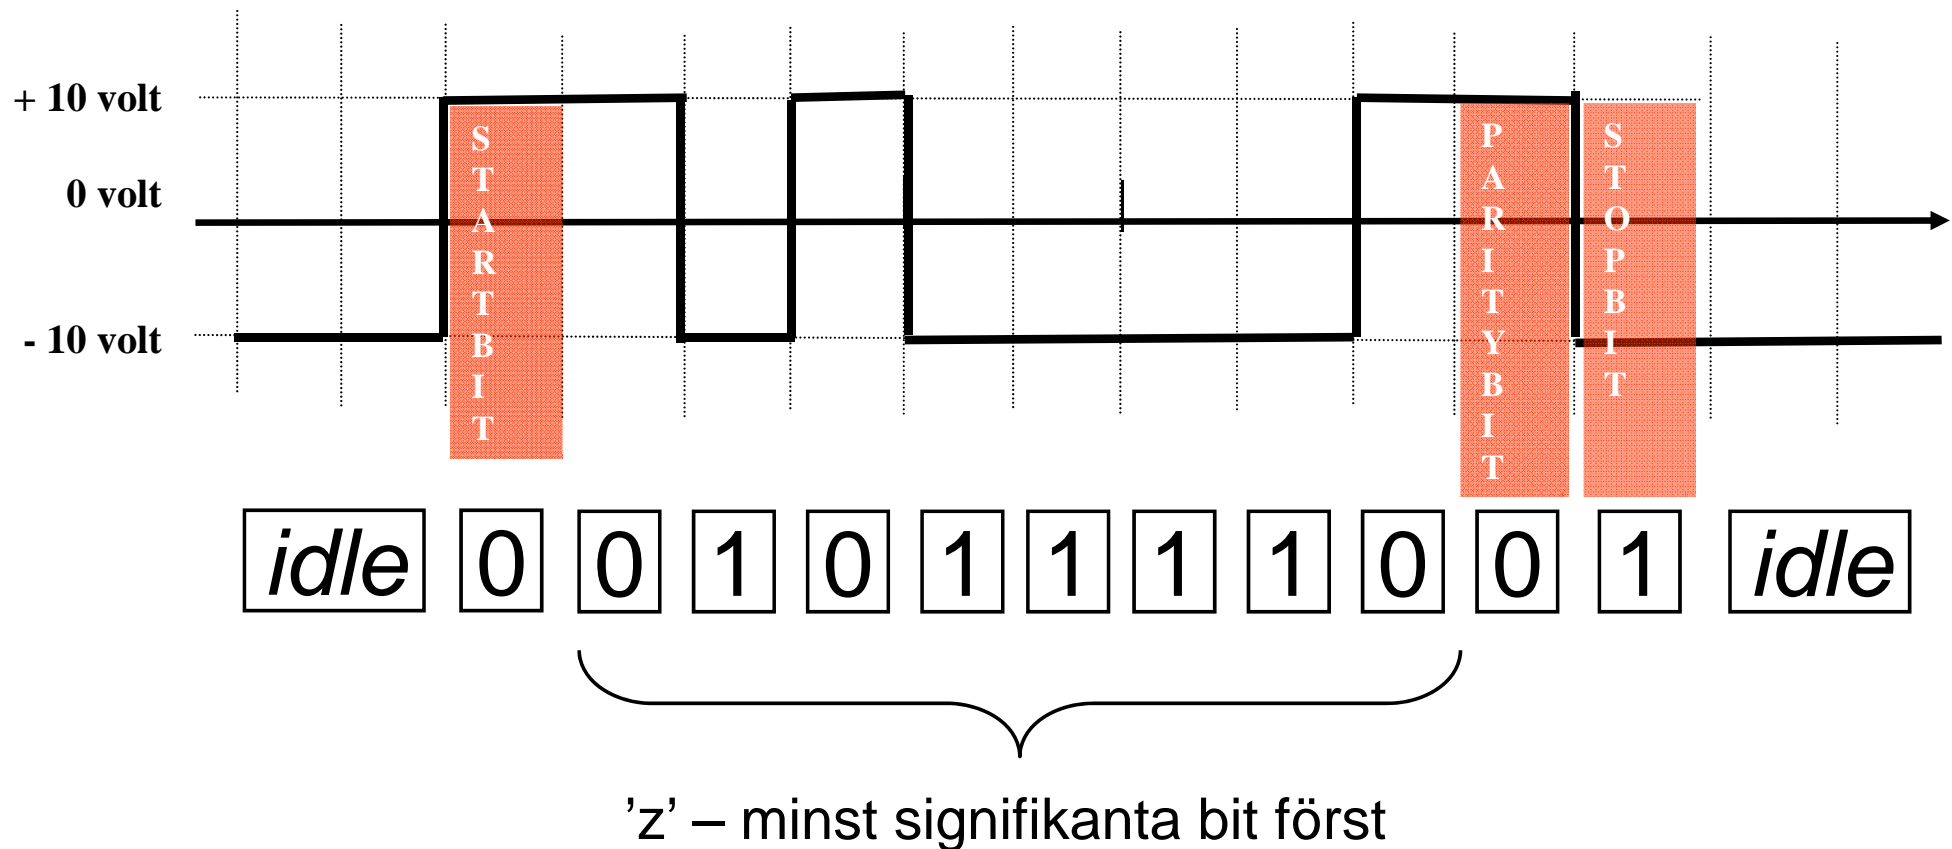 + 10 volt
0 volt
- 10 volt
STARTBIT
PARITYBIT
STOPBIT
idle 0 0 1 0 1 1 1 1 0 0 1 idle
’z’ – minst signifikanta bit först